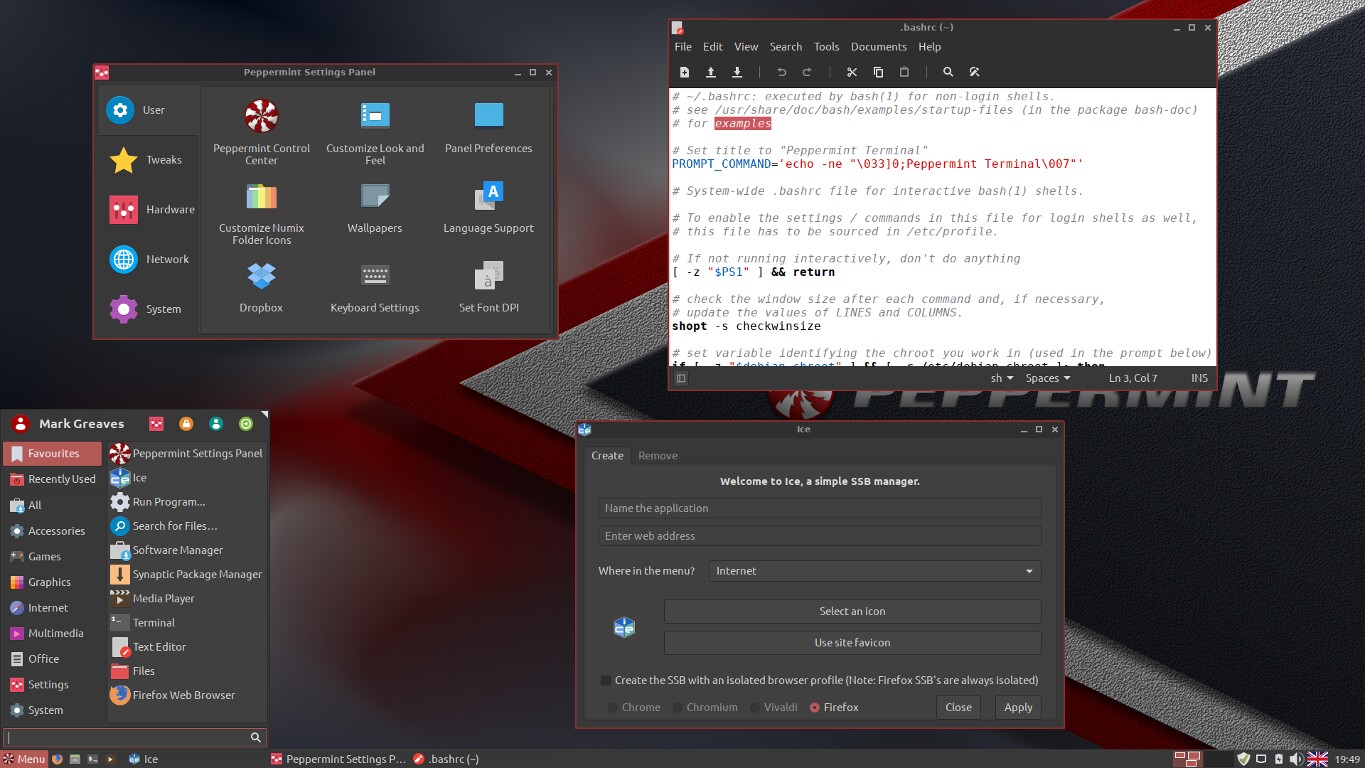 Peppermint Settings Panel
User
Tweaks
Hardware
Network
System
Peppermint Control
Center
Customize Look and
Feel
Panel Preferences
Customize Numix
Folder Icons
Wallpapers
Language Support
Dropbox
Keyboard Settings
Set Font DPI
.bashrc (~)
File Edit View Search Tools Documents Help
# ~/.bashrc: executed by bash(1) for non-login shells.
# see /usr/share/doc/bash/examples/startup-files (in the package bash-doc)
# for examples
# Set title to "Peppermint Terminal"
PROMPT_COMMAND='echo -ne "\033]0;Peppermint Terminal\007"'
# System-wide .bashrc file for interactive bash(1) shells.
# To enable the settings / commands in this file for login shells as well,
# this file has to be sourced in /etc/profile.
# If not running interactively, don't do anything
[ -z "$PS1" ] && return
# check the window size after each command and, if necessary,
# update the values of LINES and COLUMNS.
shopt -s checkwinsize
# set variable identifying the chroot you work in (used in the prompt below)
if [ -z "$debian_chroot" ] && [ -r /etc/debian_chroot ]; then
sh Spaces Ln 3, Col 7 INS
PEPPERMINT
Mark Greaves
Favourites
Recently Used
All
Accessories
Games
Graphics
Internet
Multimedia
Office
Settings
System
Peppermint Settings Panel
Ice
Run Program...
Search for Files...
Software Manager
Synaptic Package Manager
Media Player
Terminal
Text Editor
Files
Firefox Web Browser
Ice
Create Remove
Welcome to Ice, a simple SSB manager.
Name the application
Enter web address
Where in the menu? Internet
Select an icon
Use site favicon
Create the SSB with an isolated browser profile (Note: Firefox SSB's are always isolated)
Chrome Chromium Vivaldi Firefox Close Apply
Menu Ice Peppermint Settings P... .bashrc (~) 19:49